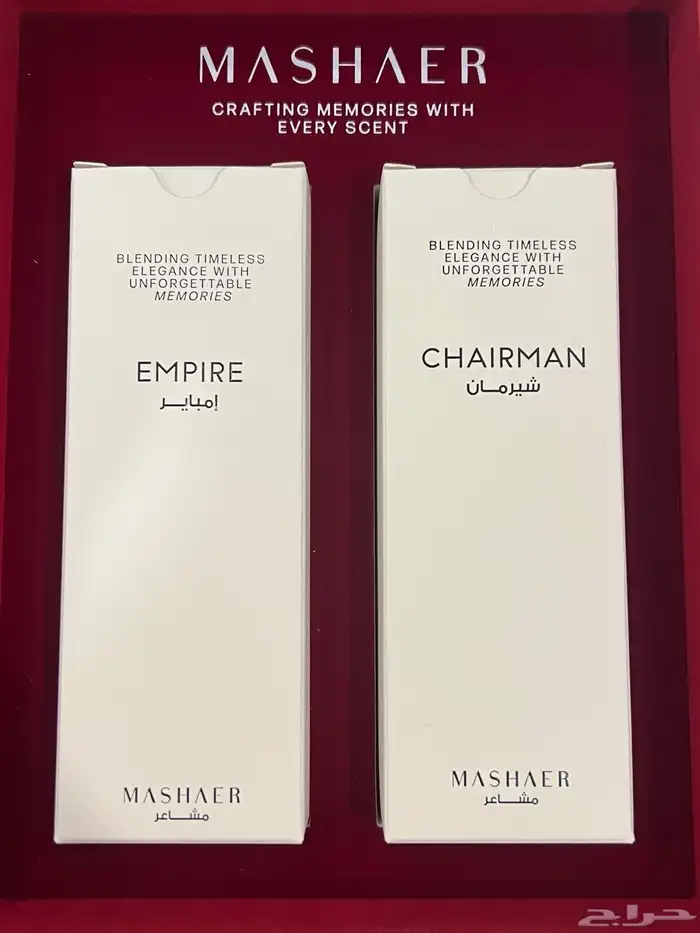 MASHAER
CRAFTING MEMORIES WITH
EVERY SCENT
BLENDING TIMELESS
ELEGANCE WITH
UNFORGETTABLE
MEMORIES
EMPIRE
إمباير
MASHAER
مشاعر
BLENDING TIMELESS
ELEGANCE WITH
UNFORGETTABLE
MEMORIES
CHAIRMAN
شيرمان
MASHAER
مشاعر
حراج